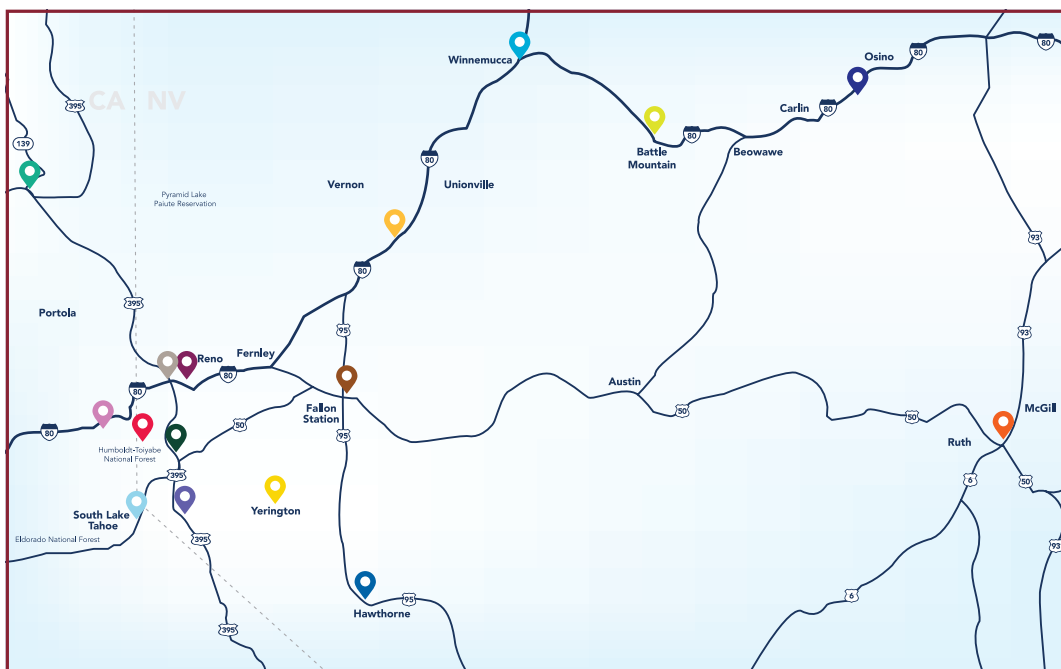 80
80
Osino
80
Winnemucca
CA NV
395
Carlin
80
80
139
Battle
Mountain
Beowawe
80
Vernon
Unionville
Pyramid Lake
Paiute Reservation
93
80
395
Portola
95
93
Fernley
Reno
80
80
Austin
Fallon
Station
50
50
50
McGill
80
95
Ruth
Humboldt-Toiyabe
National Forest
395
6
50
Yerington
South Lake
Tahoe
Eldorado National Forest
395
93
6
95
Hawthorne
395